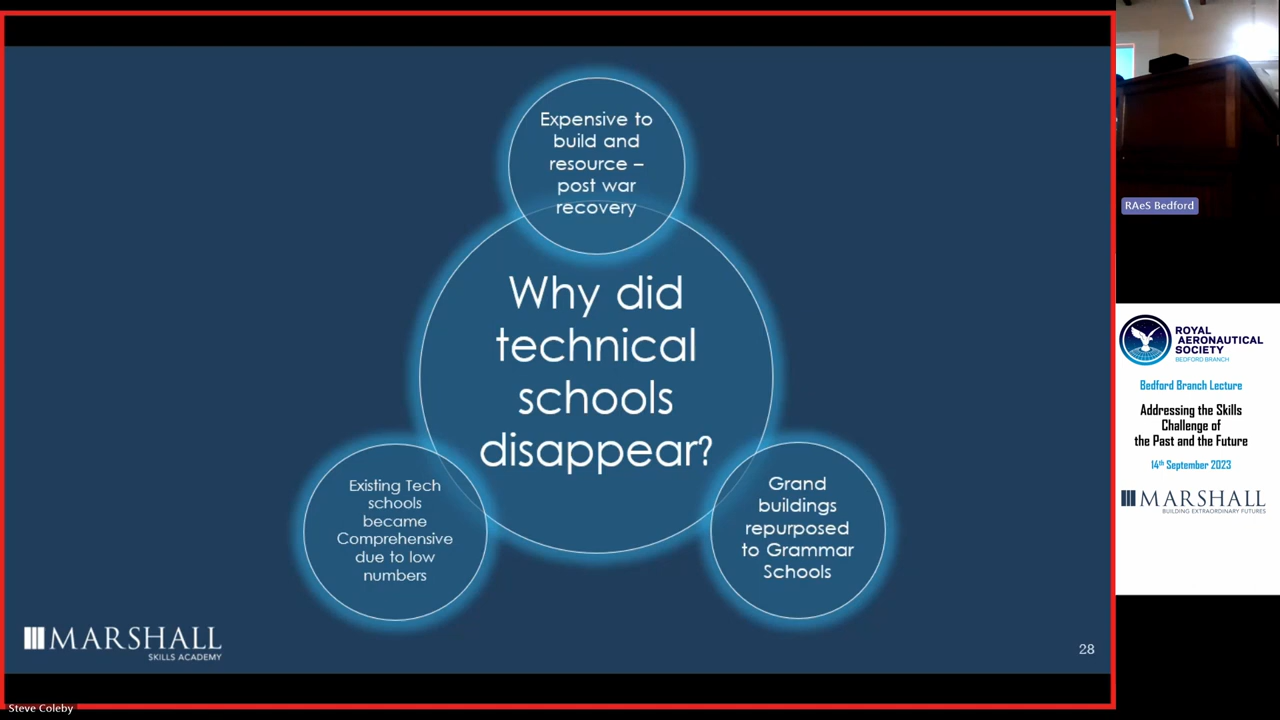 Expensive to
build and
resource –
post war
recovery
Why did
technical
schools
disappear?
Existing Tech
schools
became
Comprehensive
due to low
numbers
Grand
buildings
repurposed
to Grammar
Schools
MARSHALL
SKILLS ACADEMY
28
Steve Coleby
RAeS Bedford
ROYAL
AERONAUTICAL
SOCIETY
BEDFORD BRANCH
Bedford Branch Lecture
Addressing the Skills
Challenge of
the Past and the Future
14th September 2023
MARSHALL
BUILDING EXTRAORDINARY FUTURES